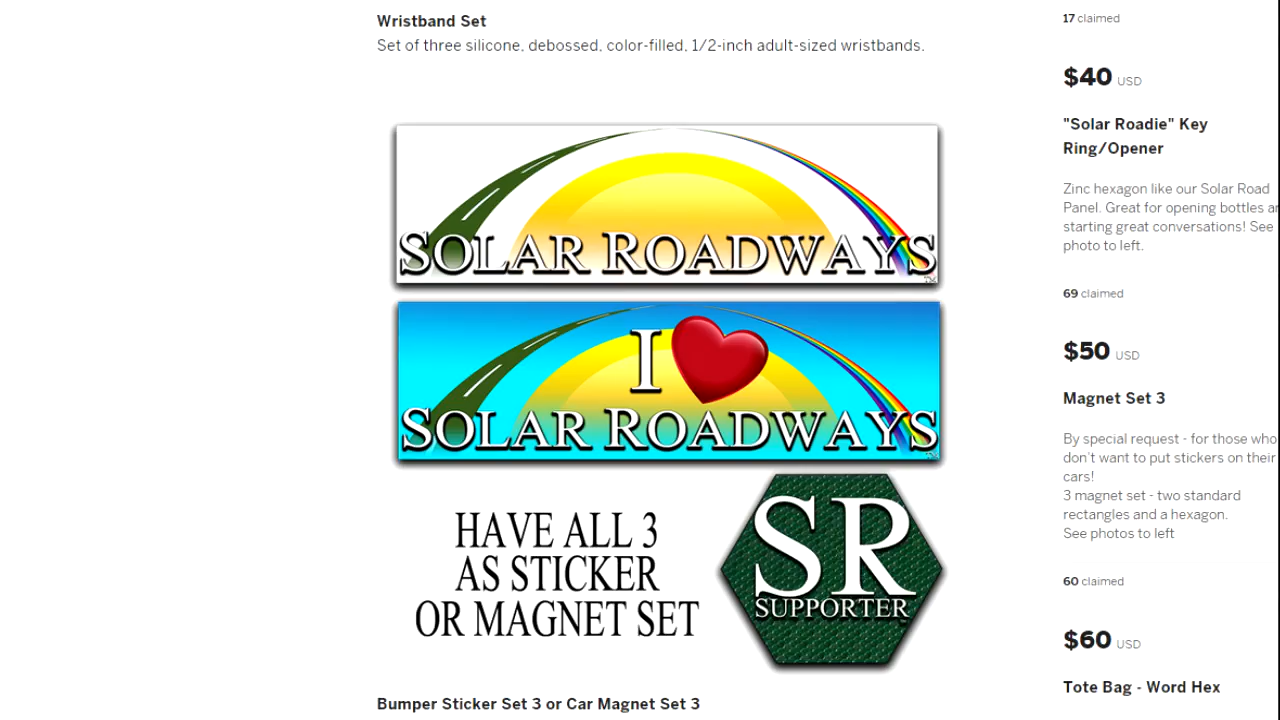 Wristband Set
Set of three silicone, debossed, color-filled, 1/2-inch adult-sized wristbands.
SOLAR ROADWAYS
TM
I
SOLAR ROADWAYS
TM
HAVE ALL 3
AS STICKER
OR MAGNET SET
SR
SUPPORTER
Bumper Sticker Set 3 or Car Magnet Set 3
17 claimed
$40 USD
"Solar Roadie" Key
Ring/Opener
Zinc hexagon like our Solar Road
Panel. Great for opening bottles
starting great conversations! See
photo to left.
69 claimed
$50 USD
Magnet Set 3
By special request - for those who
don't want to put stickers on their
cars!
3 magnet set - two standard
rectangles and a hexagon.
See photos to left
60 claimed
$60 USD
Tote Bag - Word Hex